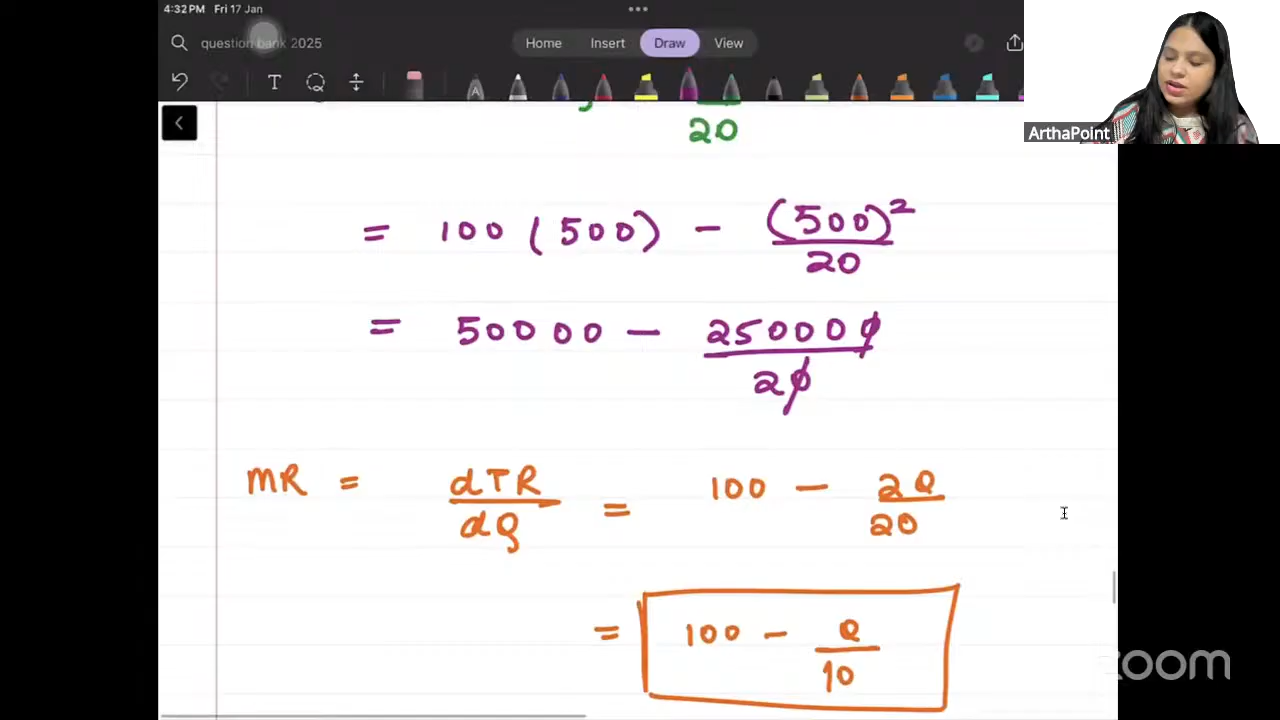 4:32 PM Fri 17 Jan
question bank 2025 Home Insert Draw View
T A
20
= 100 (500) - (500)²/20
= 50000 - 250000/20
MR = dTR/dQ = 100 - 2Q/20
= 100 - Q/10
ArthaPoint
zoom